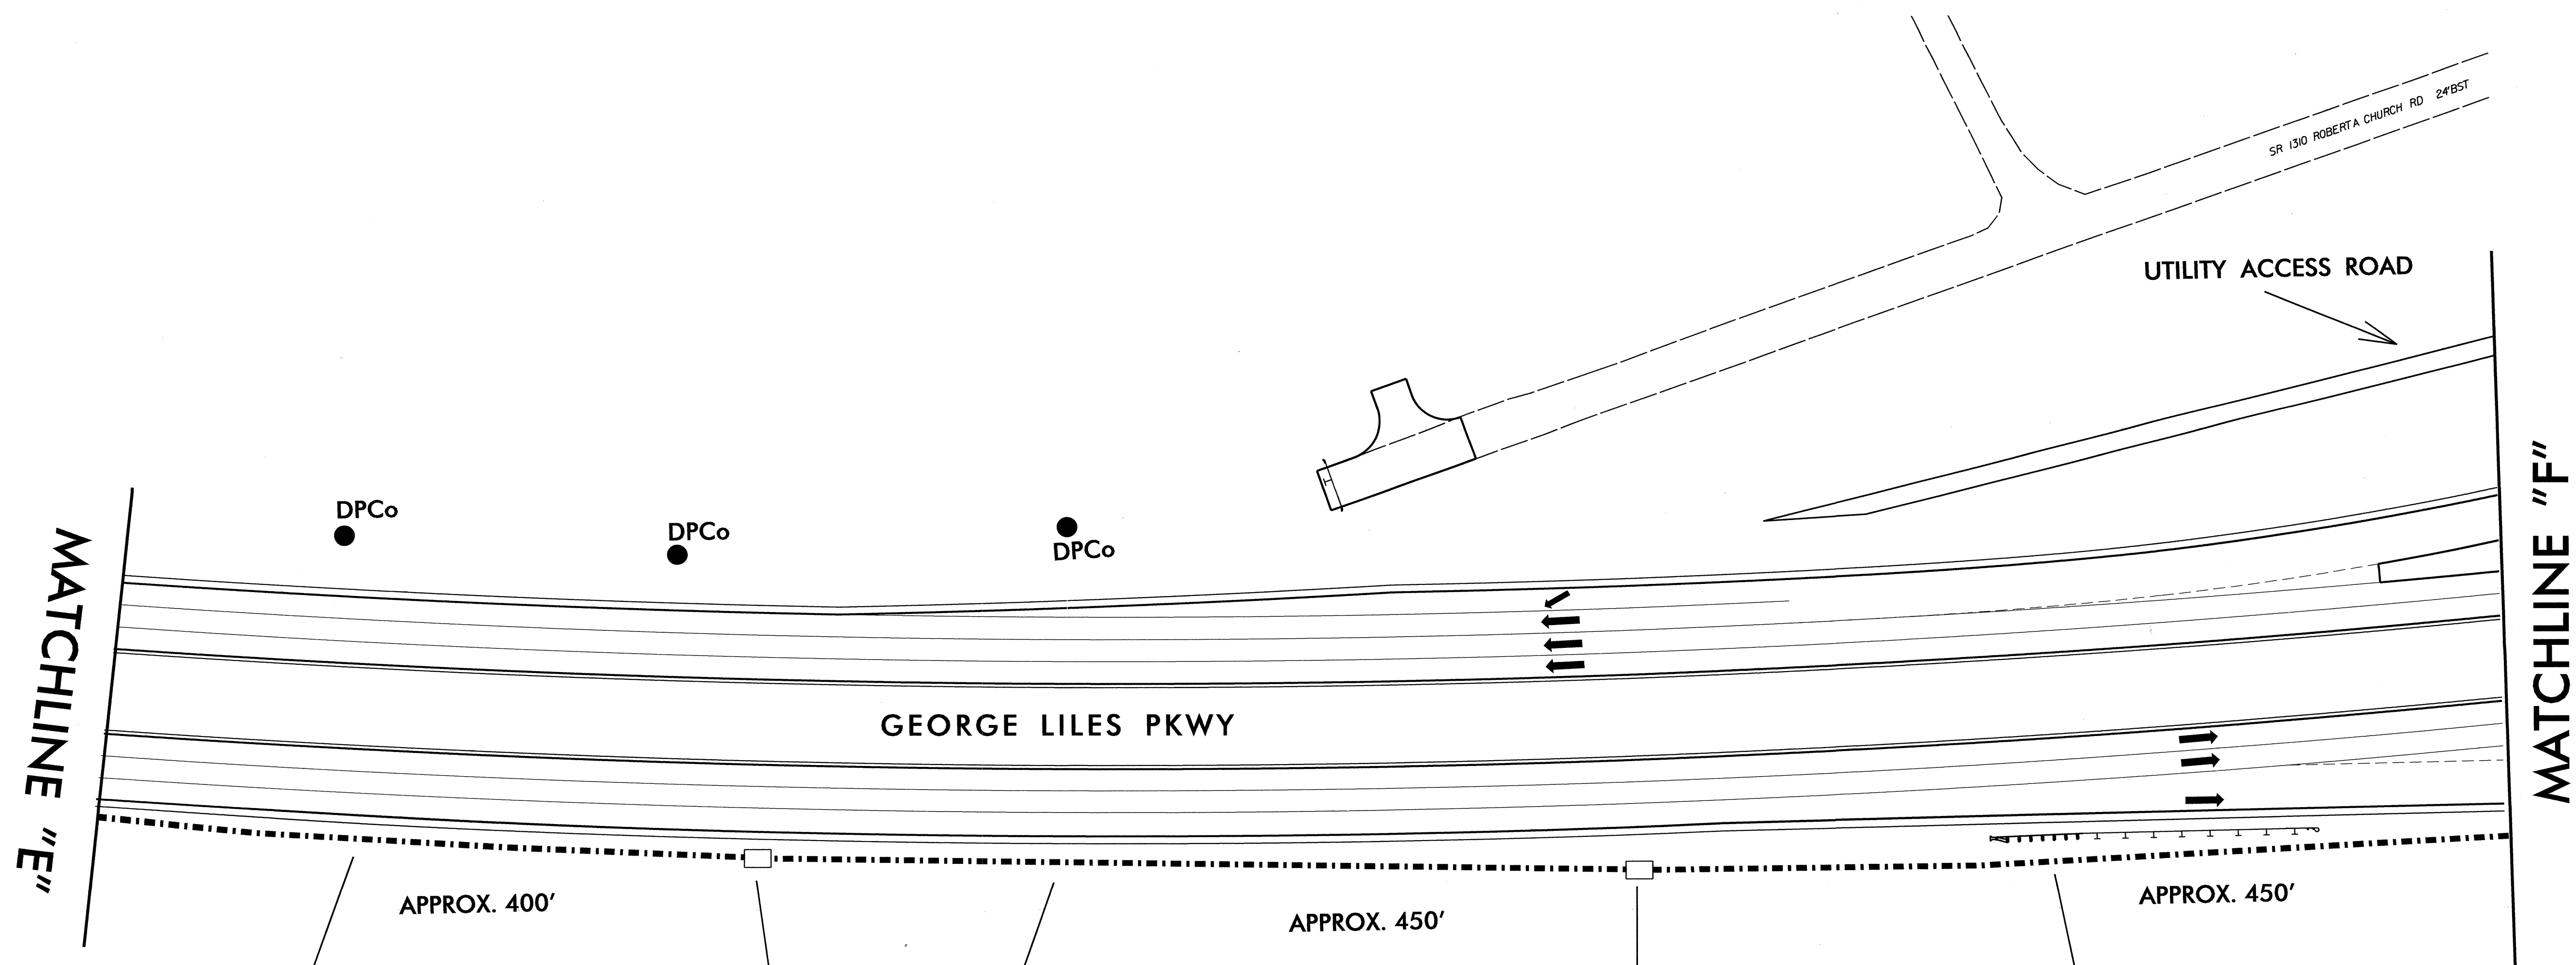 SR 1310 ROBERTA CHURCH RD 24'BST
UTILITY ACCESS ROAD
DPCo
DPCo
DPCo
MATCHLINE "E"
MATCHLINE "F"
GEORGE LILES PKWY
APPROX. 400'
APPROX. 450'
APPROX. 450'